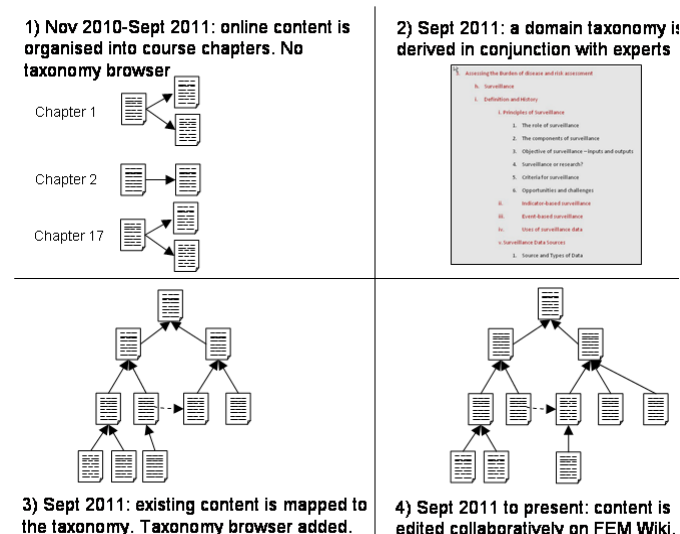 1) Nov 2010-Sept 2011: online content is
organised into course chapters. No
taxonomy browser
Chapter 1
Chapter 2
Chapter 17
2) Sept 2011: a domain taxonomy is
derived in conjunction with experts
Assessing the Burden of disease and risk assessment
b. Surveillance
i. Definition and History
i. Principles of Surveillance
1. The role of surveillance
2. The components of surveillance
3. Objective of surveillance – inputs and outputs
4. Surveillance or research?
5. Criteria for surveillance
6. Opportunities and challenges
ii. Indicator-based surveillance
iii. Event-based surveillance
iv. Uses of surveillance data
v. Surveillance Data Sources
1. Source and Types of Data
3) Sept 2011: existing content is mapped to
the taxonomy. Taxonomy browser added.
4) Sept 2011 to present: content is
edited collaboratively on FEM Wiki.